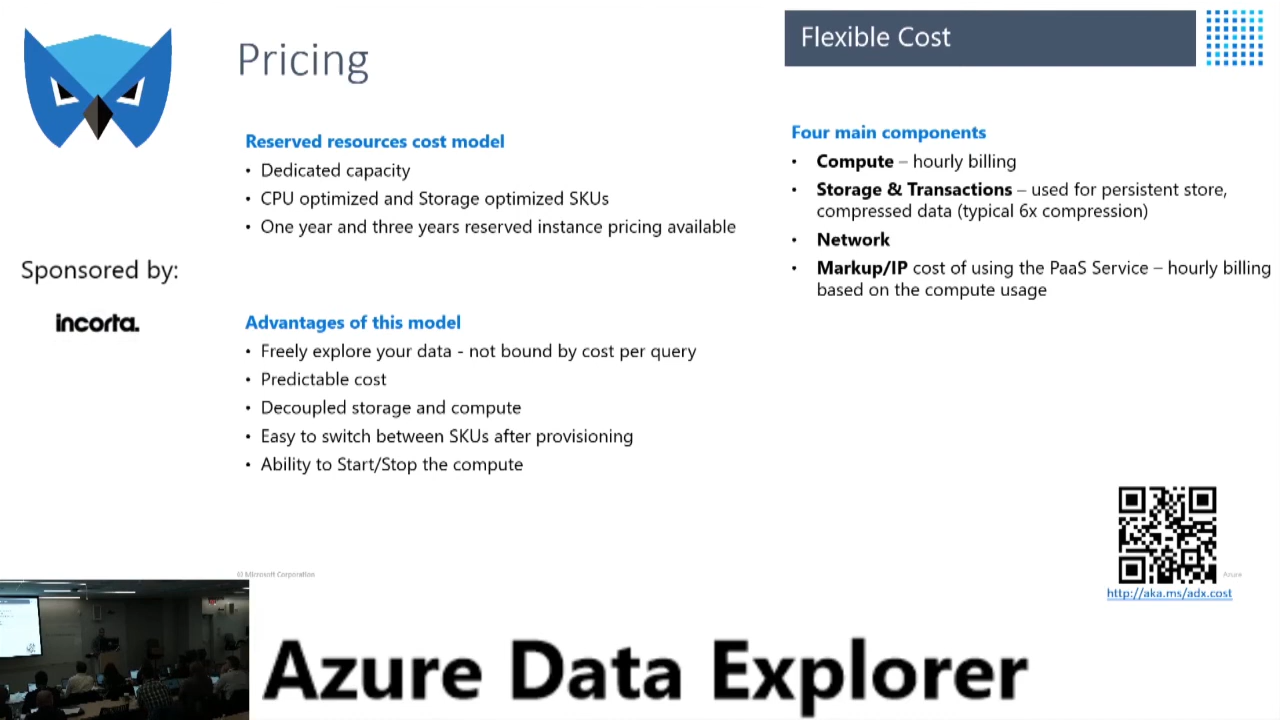 Pricing
Flexible Cost
Reserved resources cost model
• Dedicated capacity
• CPU optimized and Storage optimized SKUs
• One year and three years reserved instance pricing available
Four main components
• Compute – hourly billing
• Storage & Transactions – used for persistent store,
compressed data (typical 6x compression)
• Network
• Markup/IP cost of using the PaaS Service – hourly billing
based on the compute usage
Sponsored by:
incorta.
Advantages of this model
• Freely explore your data - not bound by cost per query
• Predictable cost
• Decoupled storage and compute
• Easy to switch between SKUs after provisioning
• Ability to Start/Stop the compute
© Microsoft Corporation
Azure
http://aka.ms/adx.cost
Azure Data Explorer